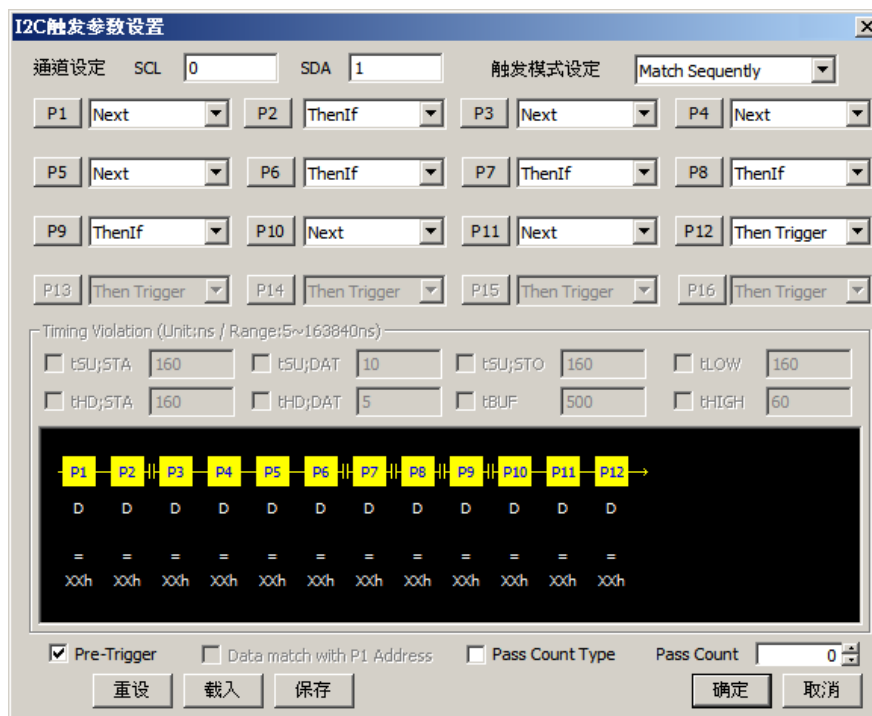 I2C触发参数设置
通道设定 SCL 0 SDA 1 触发模式设定 Match Sequently
P1 Next P2 ThenIf P3 Next P4 Next
P5 Next P6 ThenIf P7 ThenIf P8 ThenIf
P9 ThenIf P10 Next P11 Next P12 Then Trigger
P13 Then Trigger P14 Then Trigger P15 Then Trigger P16 Then Trigger
Timing Violation (Unit:ns / Range:5~163840ns)
tSU;STA 160 tSU;DAT 10 tSU;STO 160 tLOW 160
tHD;STA 160 tHD;DAT 5 tBUF 500 tHIGH 60
P1 P2 P3 P4 P5 P6 P7 P8 P9 P10 P11 P12
D D D D D D D D D D D D
= = = = = = = = = = = =
XXh XXh XXh XXh XXh XXh XXh XXh XXh XXh XXh XXh
Pre-Trigger Data match with P1 Address Pass Count Type Pass Count 0
重设 载入 保存 确定 取消